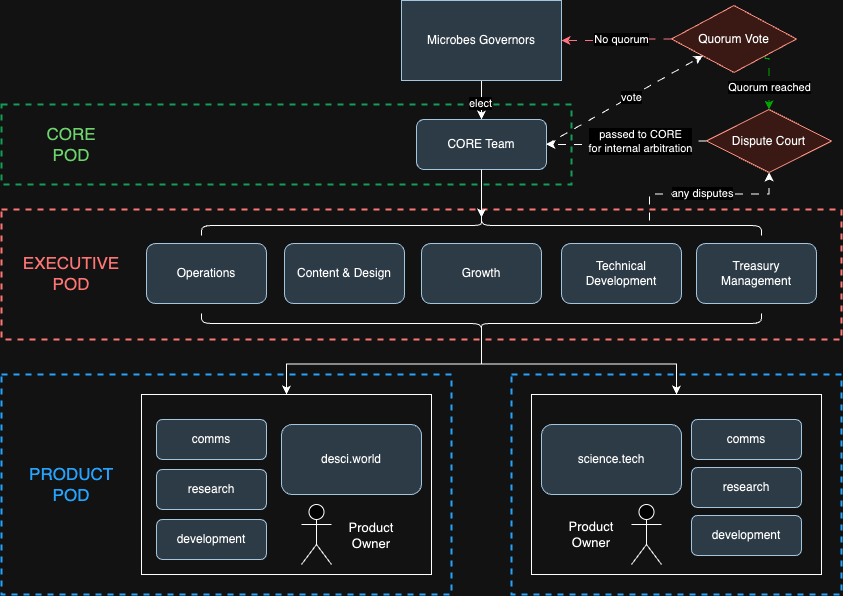 Microbes Governors
No quorum
Quorum Vote
Quorum reached
elect
vote
CORE
POD
CORE Team
passed to CORE
for internal arbitration
Dispute Court
any disputes
EXECUTIVE
POD
Operations
Content & Design
Growth
Technical
Development
Treasury
Management
PRODUCT
POD
comms
research
development
desci.world
Product
Owner
science.tech
Product
Owner
comms
research
development